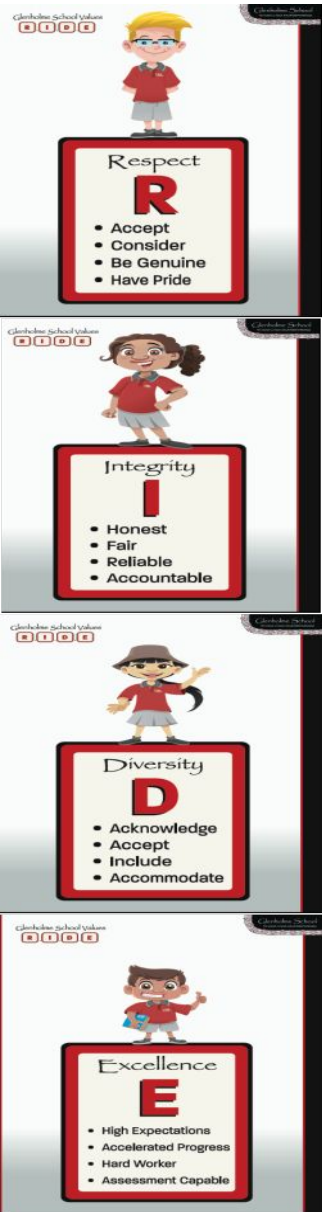 Glenholme School Values
R I D E
Glenholme School
Respect
R
• Accept
• Consider
• Be Genuine
• Have Pride
Glenholme School Values
R I D E
Glenholme School
Integrity
I
• Honest
• Fair
• Reliable
• Accountable
Glenholme School Values
R I D E
Glenholme School
Diversity
D
• Acknowledge
• Accept
• Include
• Accommodate
Glenholme School Values
R I D E
Glenholme School
Excellence
E
• High Expectations
• Accelerated Progress
• Hard Worker
• Assessment Capable